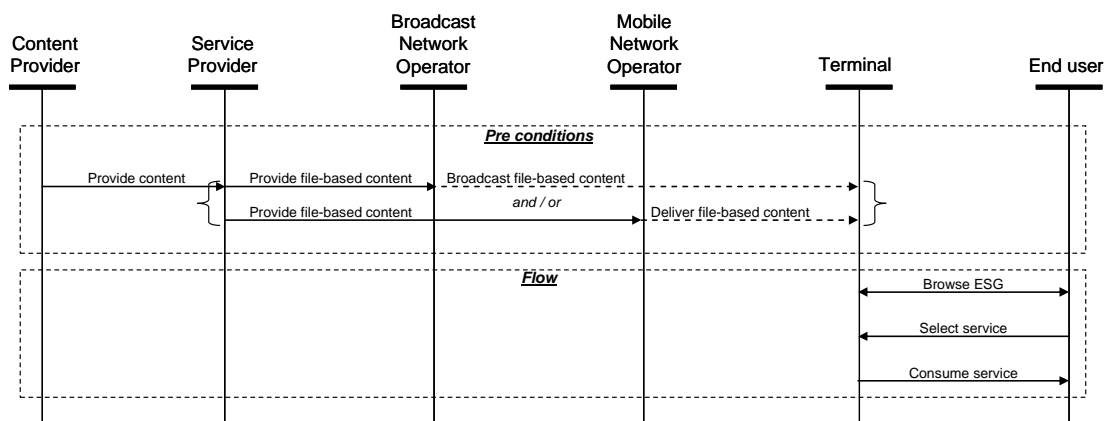 Content
Provider
Service
Provider
Broadcast
Network
Operator
Mobile
Network
Operator
Terminal
End user
Pre conditions
Provide content
Provide file-based content
Broadcast file-based content
and / or
Provide file-based content
Deliver file-based content
Flow
Browse ESG
Select service
Consume service